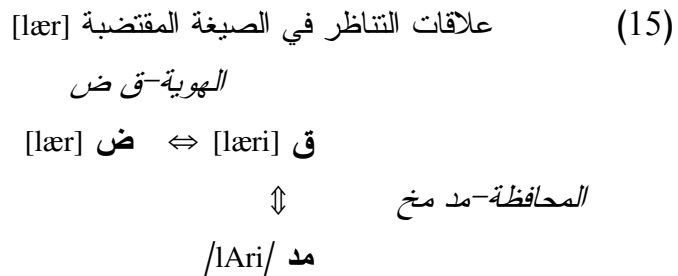 (15) علاقات التناظر في الصيغة المقتضبة [lær]
الهوية–ق ض
ق [læri] ⇔ ض [lær]
⇕ المحافظة–مد مخ
مد /lAri/